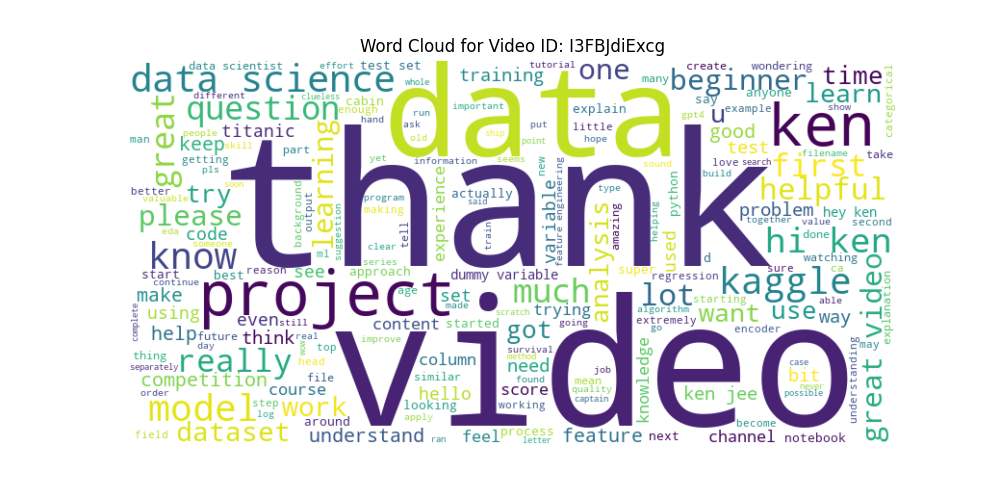 Word Cloud for Video ID: I3FBJdiExcg
data scientist effort test set tutorial create wondering
data science whole training one many beginner time
different clueless important data explain say anyone learn categorical
great question cabin enough hand run u example gpt4 show ken
man people titanic learning ask old ship put little good test first filename take
keep skill part yet point hope love search build
getting information seems new sound helpful
pls try background output experience thank actually variable feature engineering type python problem together value hey ken second
better soon program said amazing helping used d hi ken done watching
valuable please code suggestion making tell train analysis
eda someone ml clear series
know reason see approach dummy variable super regression sure kaggle ca
start best continue age made scratch going lot starting able
make project set much trying algorithm want use way great video explanation
using even still content started got extremely go encoder
complete help future think real improve video survival knowledge may
thing day wow top column need method found job case understanding
separately competition head similar mean bit never
order course file hello score quality ken jee possible
model step work looking working captain become
log around apply
field dataset understand ran feel process letter feature next channel notebook